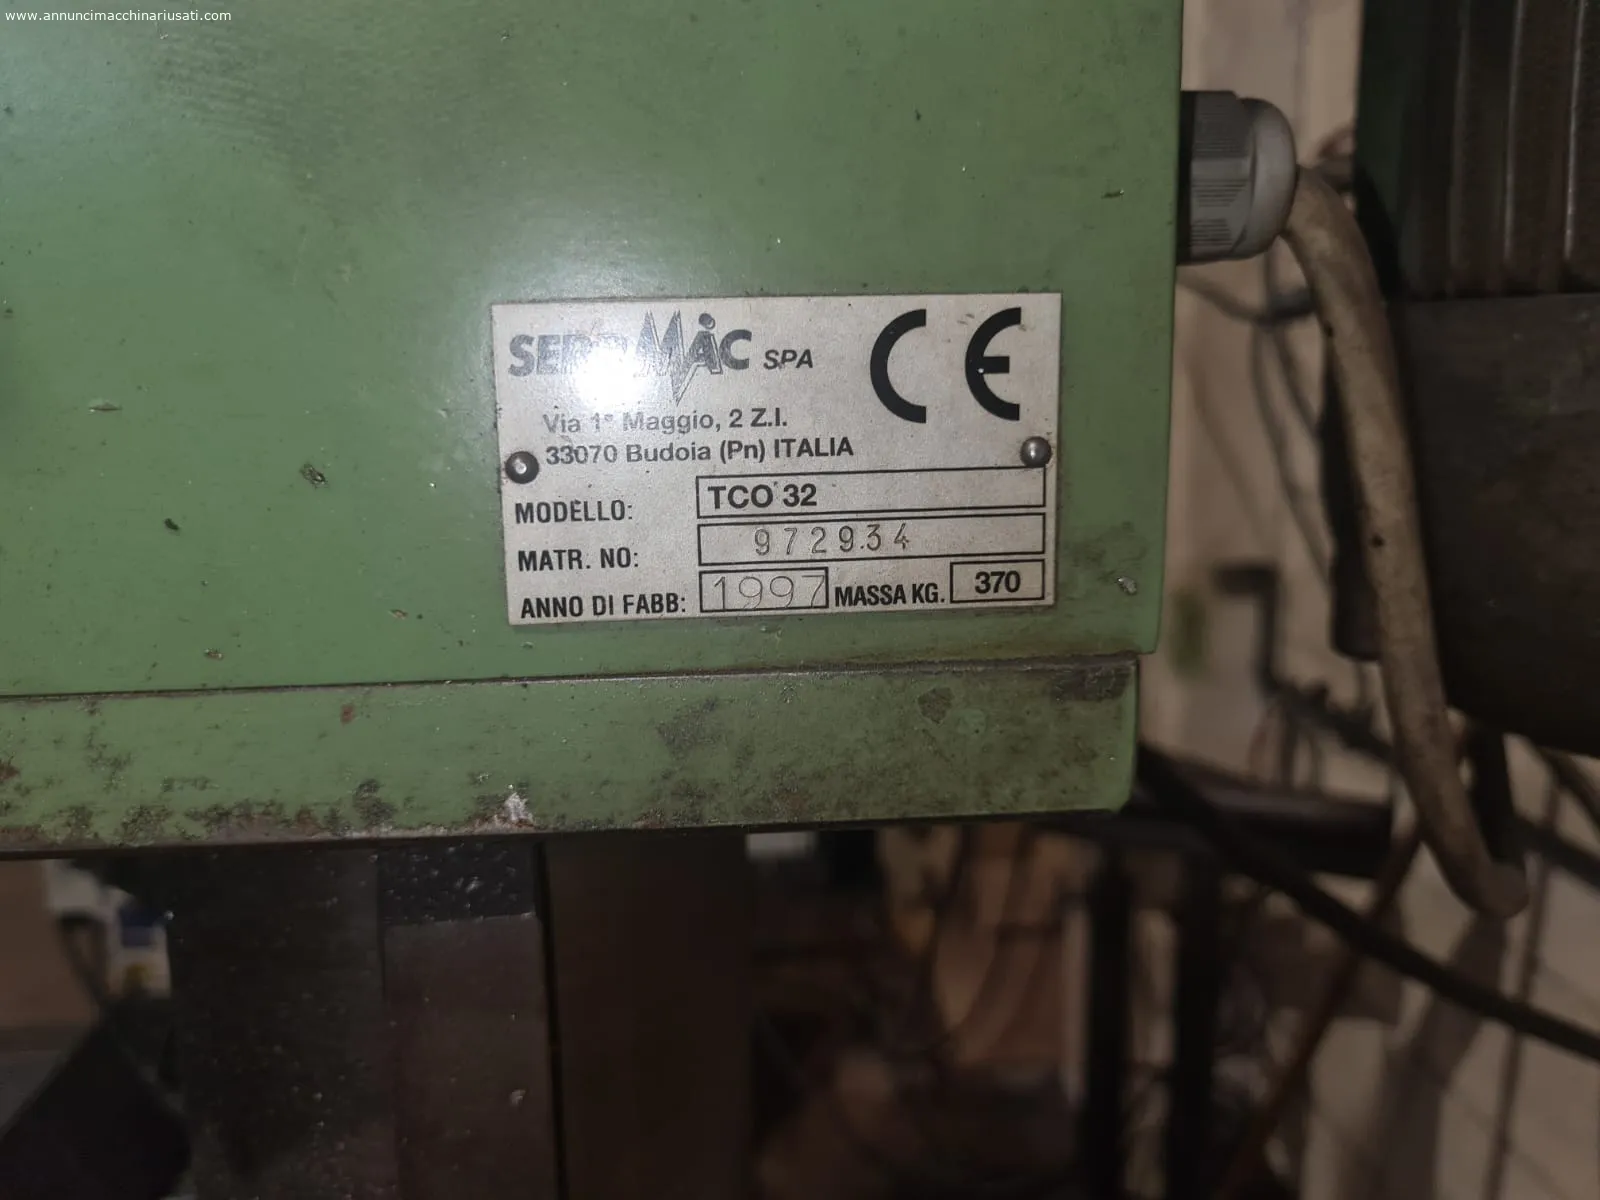 www.annuncimacchinariusati.com
SERRMAC SPA
CE
Via 1° Maggio, 2 Z.I.
33070 Budoia (Pn) ITALIA
MODELLO: TCO 32
MATR. NO: 972934
ANNO DI FABB: 1997 MASSA KG. 370